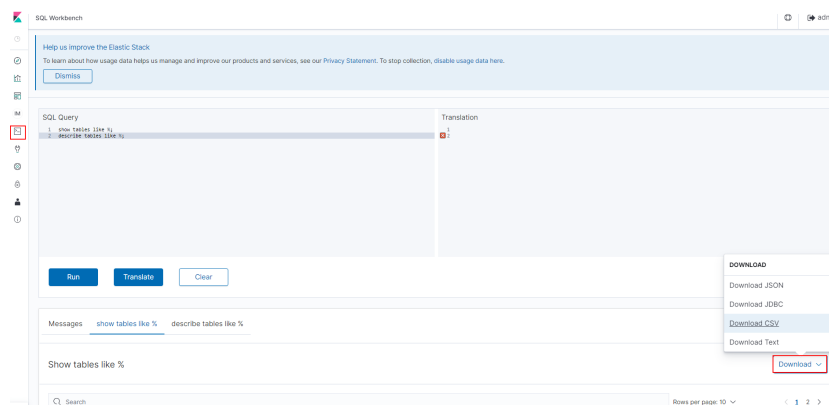 SQL Workbench
adm
Help us improve the Elastic Stack
To learn about how usage data helps us manage and improve our products and services, see our Privacy Statement. To stop collection, disable usage data here.
Dismiss
IM
SQL Query
Translation
1 show tables like %;
2 describe tables like %;
1
2
Run
Translate
Clear
DOWNLOAD
Download JSON
Download JDBC
Download CSV
Download Text
Messages
show tables like %
describe tables like %
Show tables like %
Download
Search
Rows per page: 10
1 2